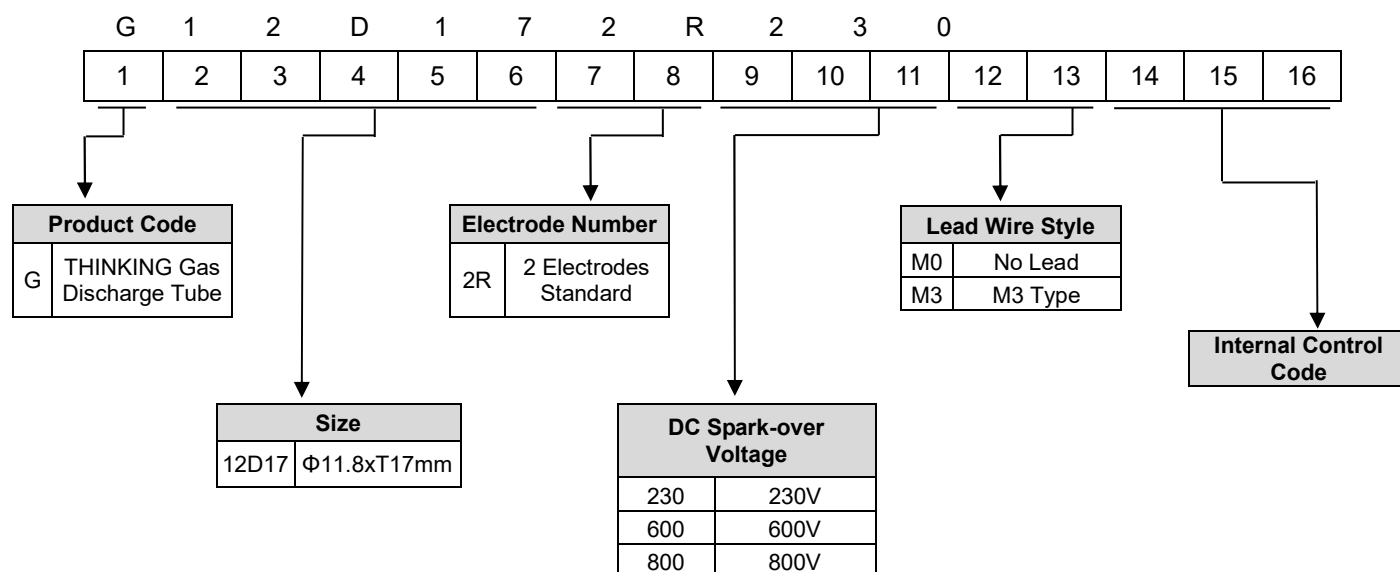 G 1 2 D 1 7 2 R 2 3 0
1 2 3 4 5 6 7 8 9 10 11 12 13 14 15 16
Product Code
G THINKING Gas
Discharge Tube
Electrode Number
2R 2 Electrodes
Standard
Lead Wire Style
M0 No Lead
M3 M3 Type
Internal Control
Code
Size
12D17 Φ11.8xT17mm
DC Spark-over
Voltage
230 230V
600 600V
800 800V